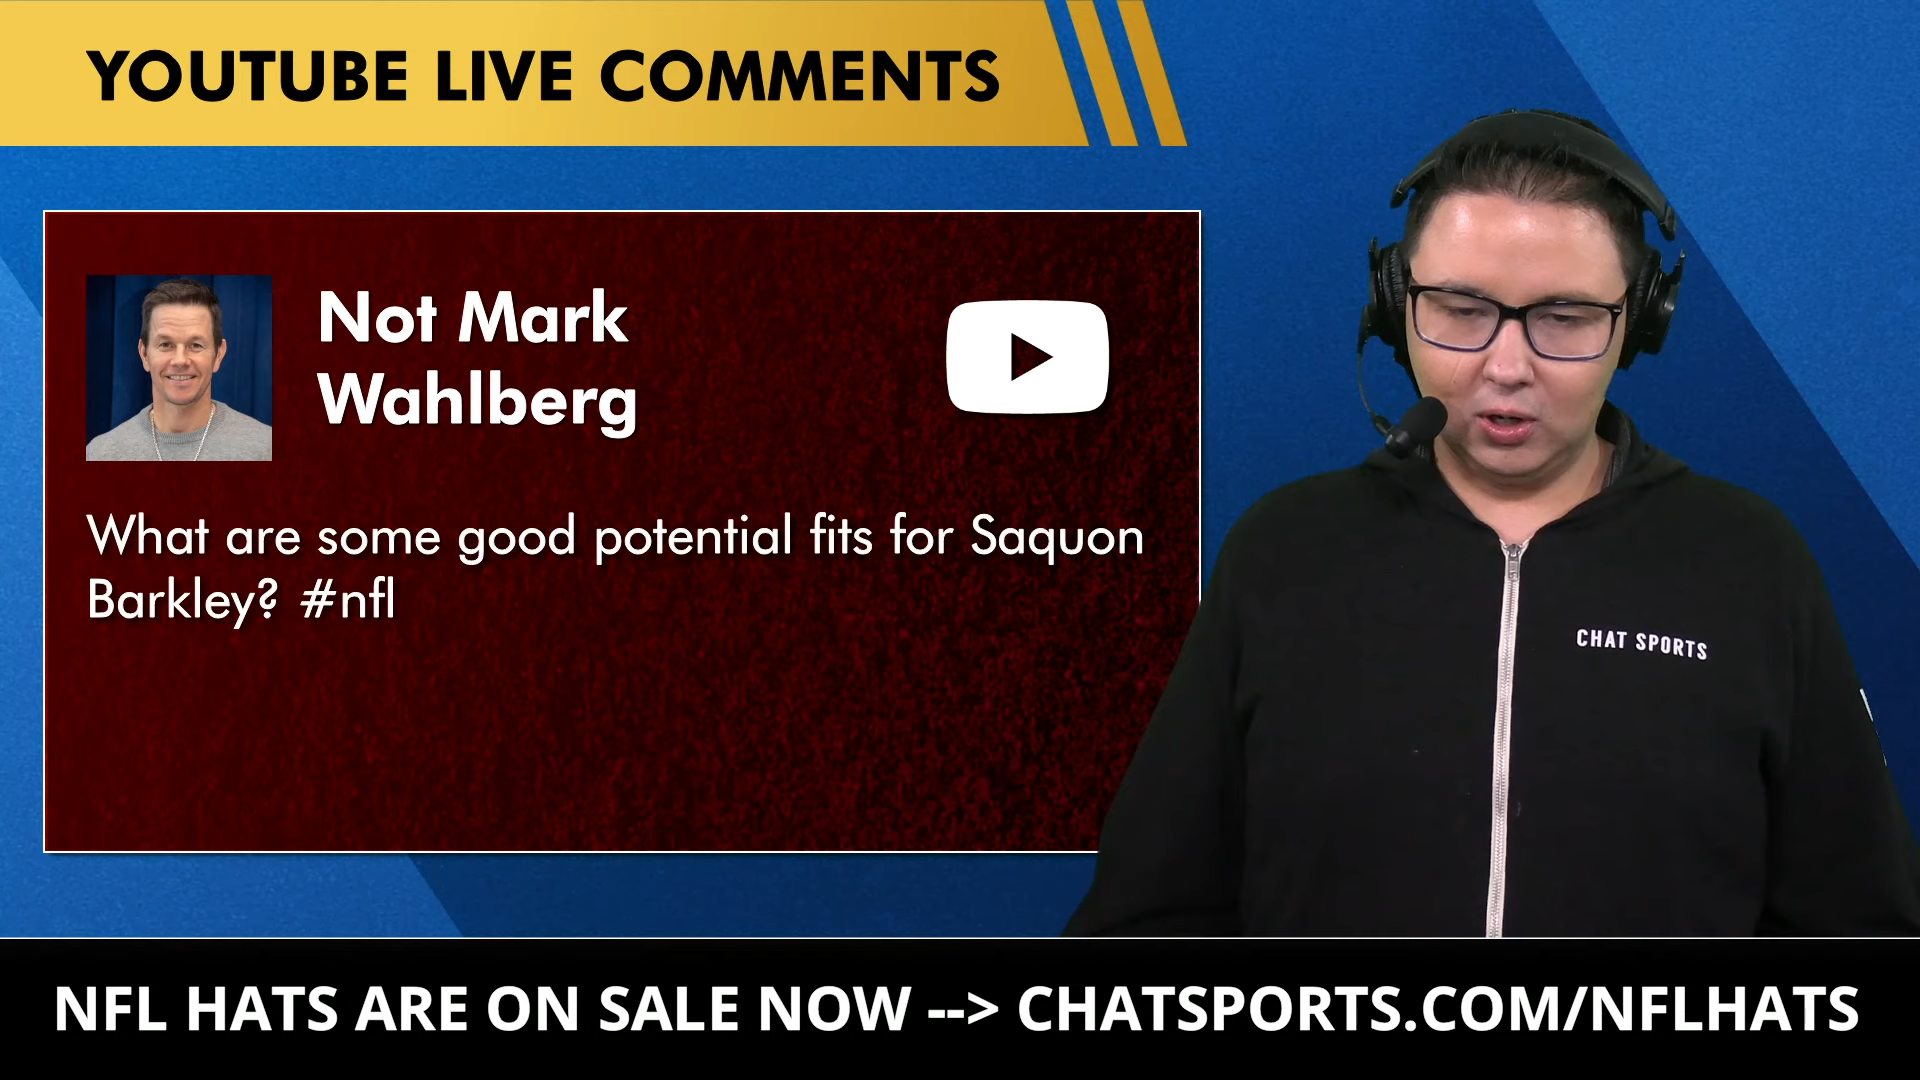 YOUTUBE LIVE COMMENTS
Not Mark
Wahlberg
What are some good potential fits for Saquon
Barkley? #nfl
CHAT SPORTS
NFL HATS ARE ON SALE NOW --> CHATSPORTS.COM/NFLHATS